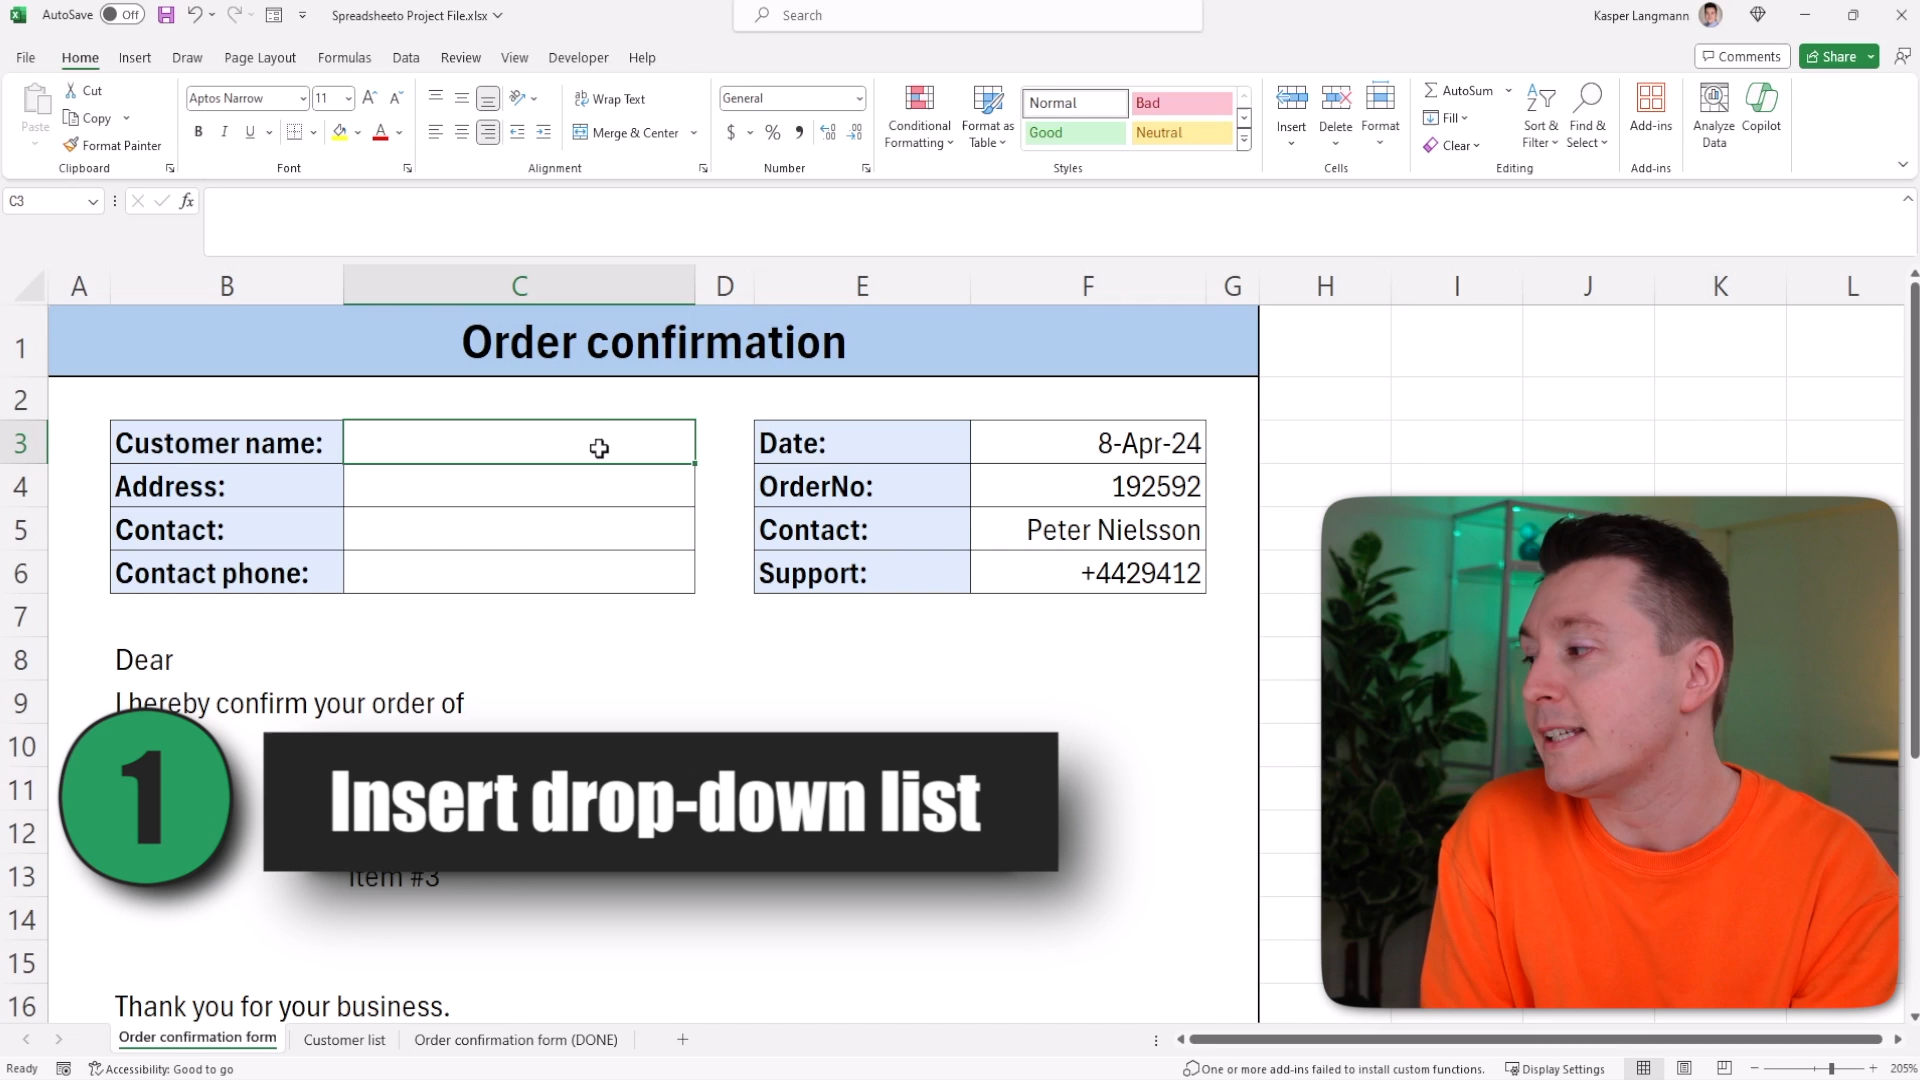 AutoSave Off Spreadsheeto Project File.xlsx Search Kasper Langmann
File Home Insert Draw Page Layout Formulas Data Review View Developer Help Comments Share
Paste Cut Copy Format Painter Clipboard
Aptos Narrow 11 B I U A Font
Wrap Text Merge & Center Alignment
General $ % Number
Conditional Formatting Format as Table Normal Bad Good Neutral Styles
Insert Delete Format Cells
AutoSum Fill Clear Sort & Filter Find & Select Editing
Add-ins Add-ins
Analyze Data Copilot
C3 fx
A B C D E F G H I J K L
1 Order confirmation
2
3 Customer name: Date: 8-Apr-24
4 Address: OrderNo: 192592
5 Contact: Contact: Peter Nielsson
6 Contact phone: Support: +4429412
7
8 Dear
9 I hereby confirm your order of
10
1 Insert drop-down list
11
12
13 Item #3
14
15
16 Thank you for your business.
Order confirmation form Customer list Order confirmation form (DONE)
Ready Accessibility: Good to go One or more add-ins failed to install custom functions. Display Settings 205%